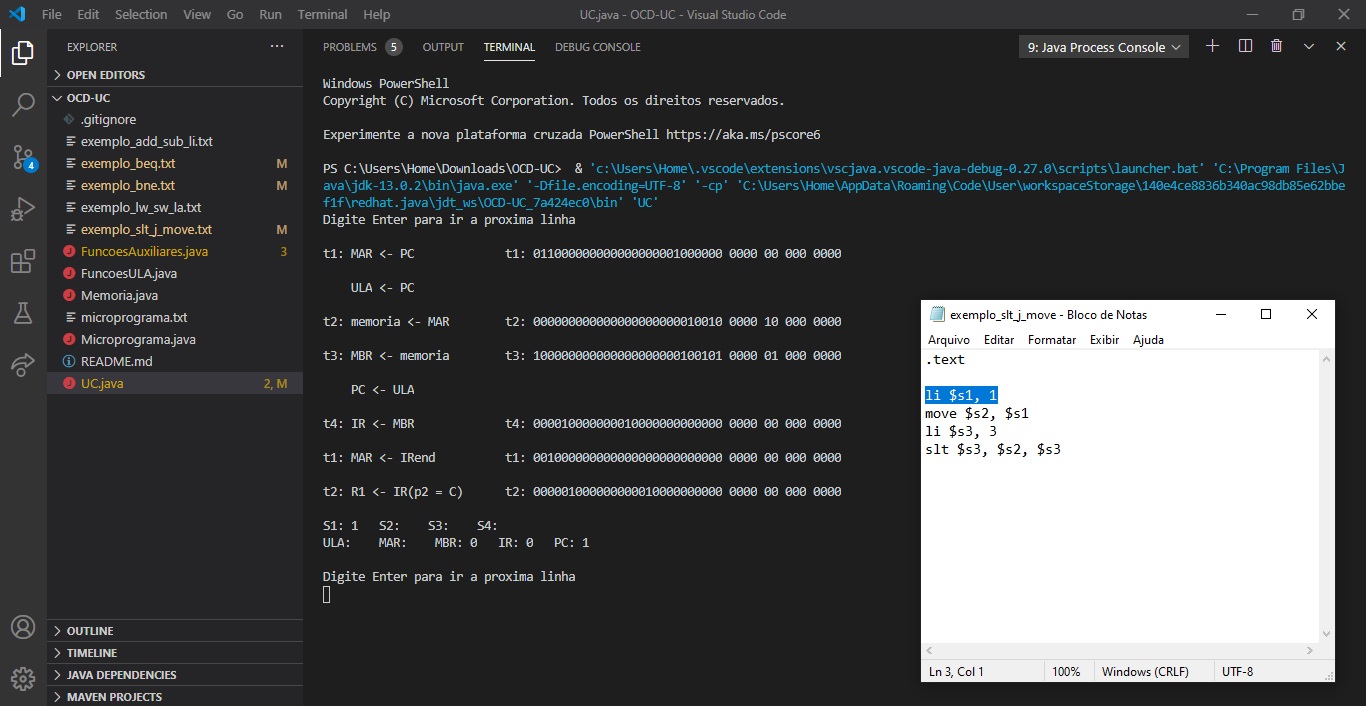 File Edit Selection View Go Run Terminal Help
UC.java - OCD-UC - Visual Studio Code
4
EXPLORER
OPEN EDITORS
OCD-UC
.gitignore
exemplo_add_sub_li.txt
exemplo_beq.txt M
exemplo_bne.txt M
exemplo_lw_sw_la.txt
exemplo_slt_j_move.txt M
FuncoesAuxiliares.java 3
FuncoesULA.java
Memoria.java
microprograma.txt
Microprograma.java
README.md
UC.java 2, M
OUTLINE
TIMELINE
JAVA DEPENDENCIES
MAVEN PROJECTS
PROBLEMS 5 OUTPUT TERMINAL DEBUG CONSOLE
9: Java Process Console
Windows PowerShell
Copyright (C) Microsoft Corporation. Todos os direitos reservados.
Experimente a nova plataforma cruzada PowerShell https://aka.ms/pscore6
PS C:\Users\Home\Downloads\OCD-UC> & 'c:\Users\Home\.vscode\extensions\vscjava.vscode-java-debug-0.27.0\scripts\launcher.bat' 'C:\Program Files\J
ava\jdk-13.0.2\bin\java.exe' '-Dfile.encoding=UTF-8' '-cp' 'C:\Users\Home\AppData\Roaming\Code\User\workspaceStorage\140e4ce8836b340ac98db85e62bbe
f1f\redhat.java\jdt_ws\OCD-UC_7a424ec0\bin' 'UC'
Digite Enter para ir a proxima linha
t1: MAR <- PC t1: 011000000000000000001000000 0000 00 000 0000
ULA <- PC
t2: memoria <- MAR t2: 000000000000000000000010010 0000 10 000 0000
t3: MBR <- memoria t3: 100000000000000000000100101 0000 01 000 0000
PC <- ULA
t4: IR <- MBR t4: 000010000000010000000000000 0000 00 000 0000
t1: MAR <- IRend t1: 001000000000000000000000000 0000 00 000 0000
t2: R1 <- IR(p2 = C) t2: 000000100000000010000000000 0000 00 000 0000
S1: 1 S2: S3: S4:
ULA: MAR: MBR: 0 IR: 0 PC: 1
Digite Enter para ir a proxima linha
exemplo_slt_j_move - Bloco de Notas
Arquivo Editar Formatar Exibir Ajuda
.text
li $s1, 1
move $s2, $s1
li $s3, 3
slt $s3, $s2, $s3
Ln 3, Col 1 100% Windows (CRLF) UTF-8